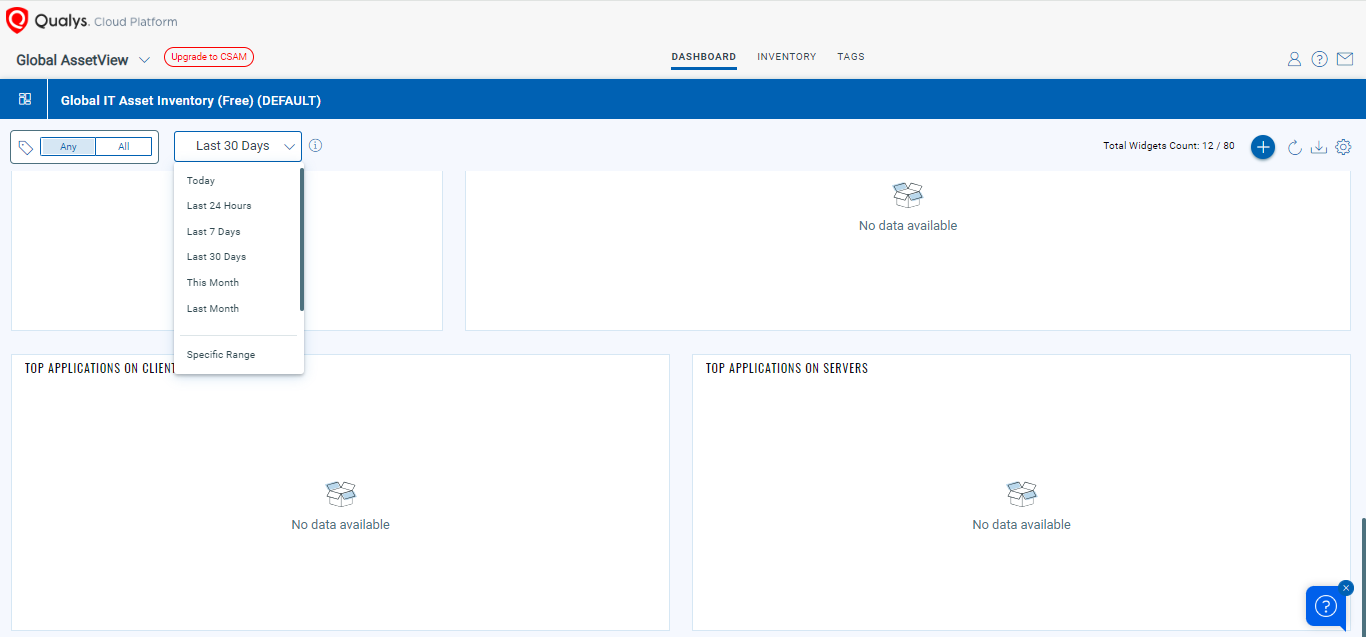 Qualys. Cloud Platform
Global AssetView
Upgrade to CSAM
DASHBOARD
INVENTORY
TAGS
Global IT Asset Inventory (Free) (DEFAULT)
Any
All
Last 30 Days
Total Widgets Count: 12 / 80
Today
Last 24 Hours
Last 7 Days
Last 30 Days
This Month
Last Month
Specific Range
No data available
TOP APPLICATIONS ON CLIENT
TOP APPLICATIONS ON SERVERS
No data available
No data available